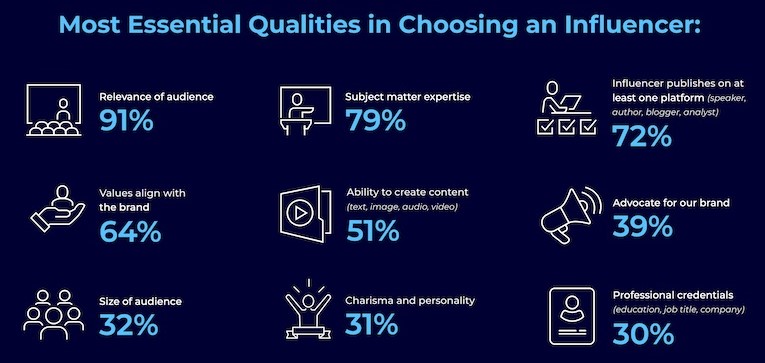 Most Essential Qualities in Choosing an Influencer:
Relevance of audience
91%
Subject matter expertise
79%
Influencer publishes on at
least one platform (speaker,
author, blogger, analyst)
72%
Values align with
the brand
64%
Ability to create content
(text, image, audio, video)
51%
Advocate for our brand
39%
Size of audience
32%
Charisma and personality
31%
Professional credentials
(education, job title, company)
30%